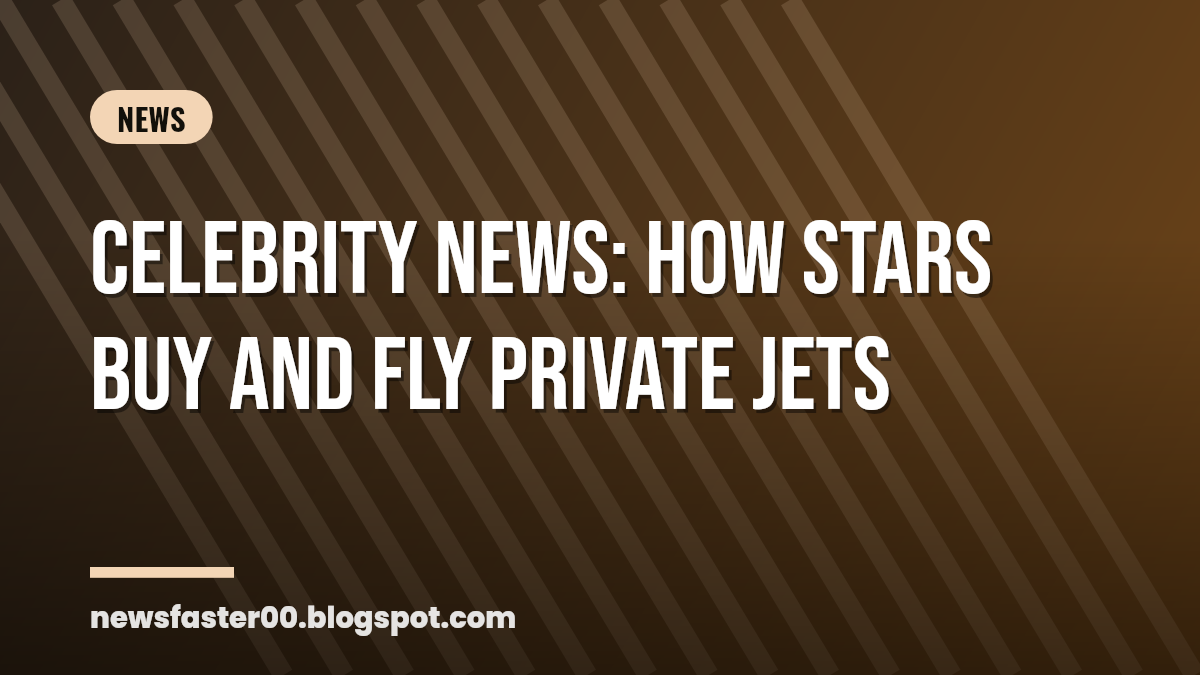 NEWS
CELEBRITY NEWS: HOW STARS
BUY AND FLY PRIVATE JETS
newsfaster00.blogspot.com